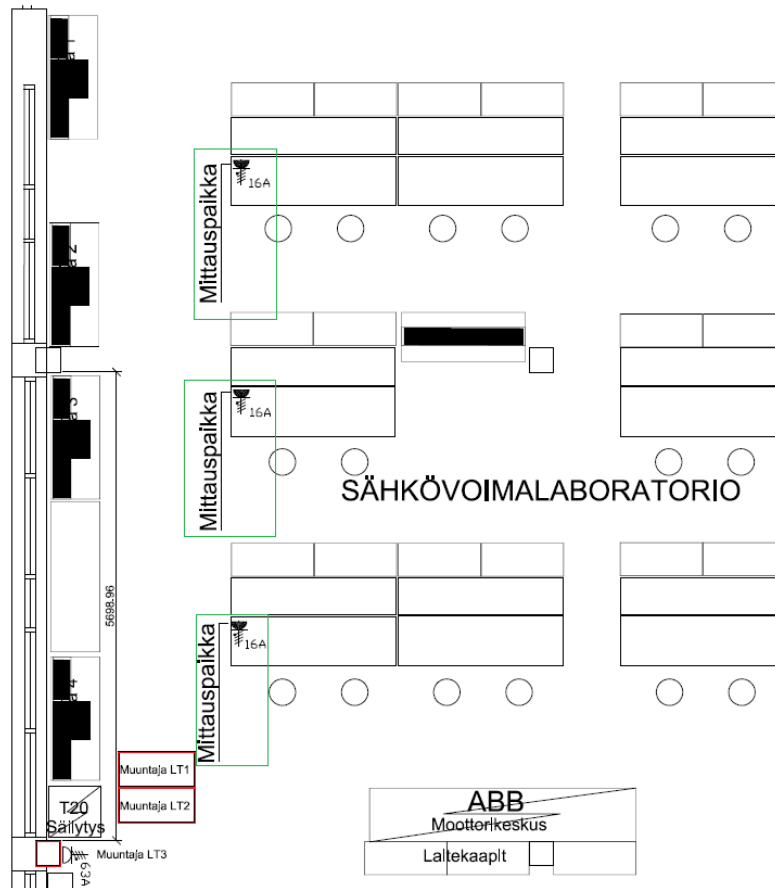 Mittauspaikka
16A
Mittauspaikka
16A
SÄHKÖVOIMALABORATORIO
5698.96
Mittauspaikka
16A
Muuntaja LT1
Muuntaja LT2
T20
Säilytys
Muuntaja LT3
63A
ABB
Moottorikeskus
Laitekaapit